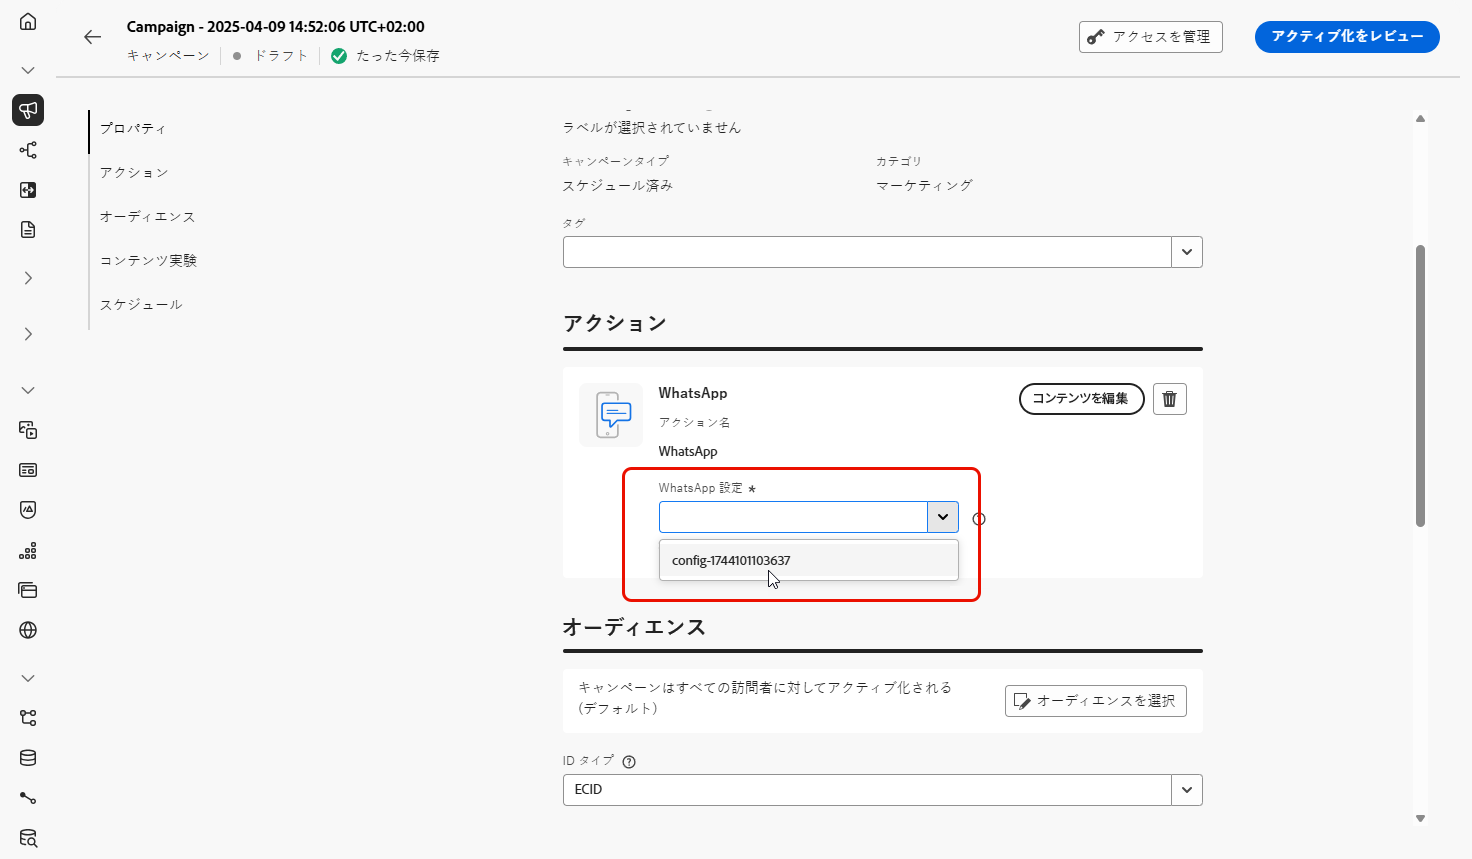 Campaign - 2025-04-09 14:52:06 UTC+02:00
キャンペーン
ドラフト
たった今保存
アクセスを管理
アクティブ化をレビュー
プロパティ
アクション
オーディエンス
コンテンツ実験
スケジュール
ラベルが選択されていません
キャンペーンタイプ
カテゴリ
スケジュール済み
マーケティング
タグ
アクション
WhatsApp
コンテンツを編集
アクション名
WhatsApp
WhatsApp 設定 *
config-1744101103637
オーディエンス
キャンペーンはすべての訪問者に対してアクティブ化される
(デフォルト)
オーディエンスを選択
ID タイプ
ECID